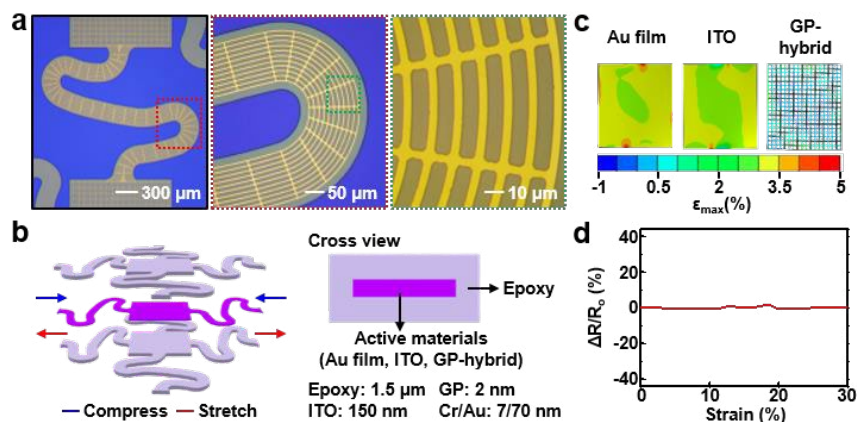 a
300 μm
50 μm
10 μm
c
Au film
ITO
GP-
hybrid
-1 0.5 2 3.5 5
εmax(%)
b
Compress
Stretch
Cross view
Epoxy
Active materials
(Au film, ITO, GP-hybrid)
Epoxy: 1.5 μm GP: 2 nm
ITO: 150 nm Cr/Au: 7/70 nm
d
40
20
0
-20
-40
ΔR/Ro (%)
0 10 20 30
Strain (%)